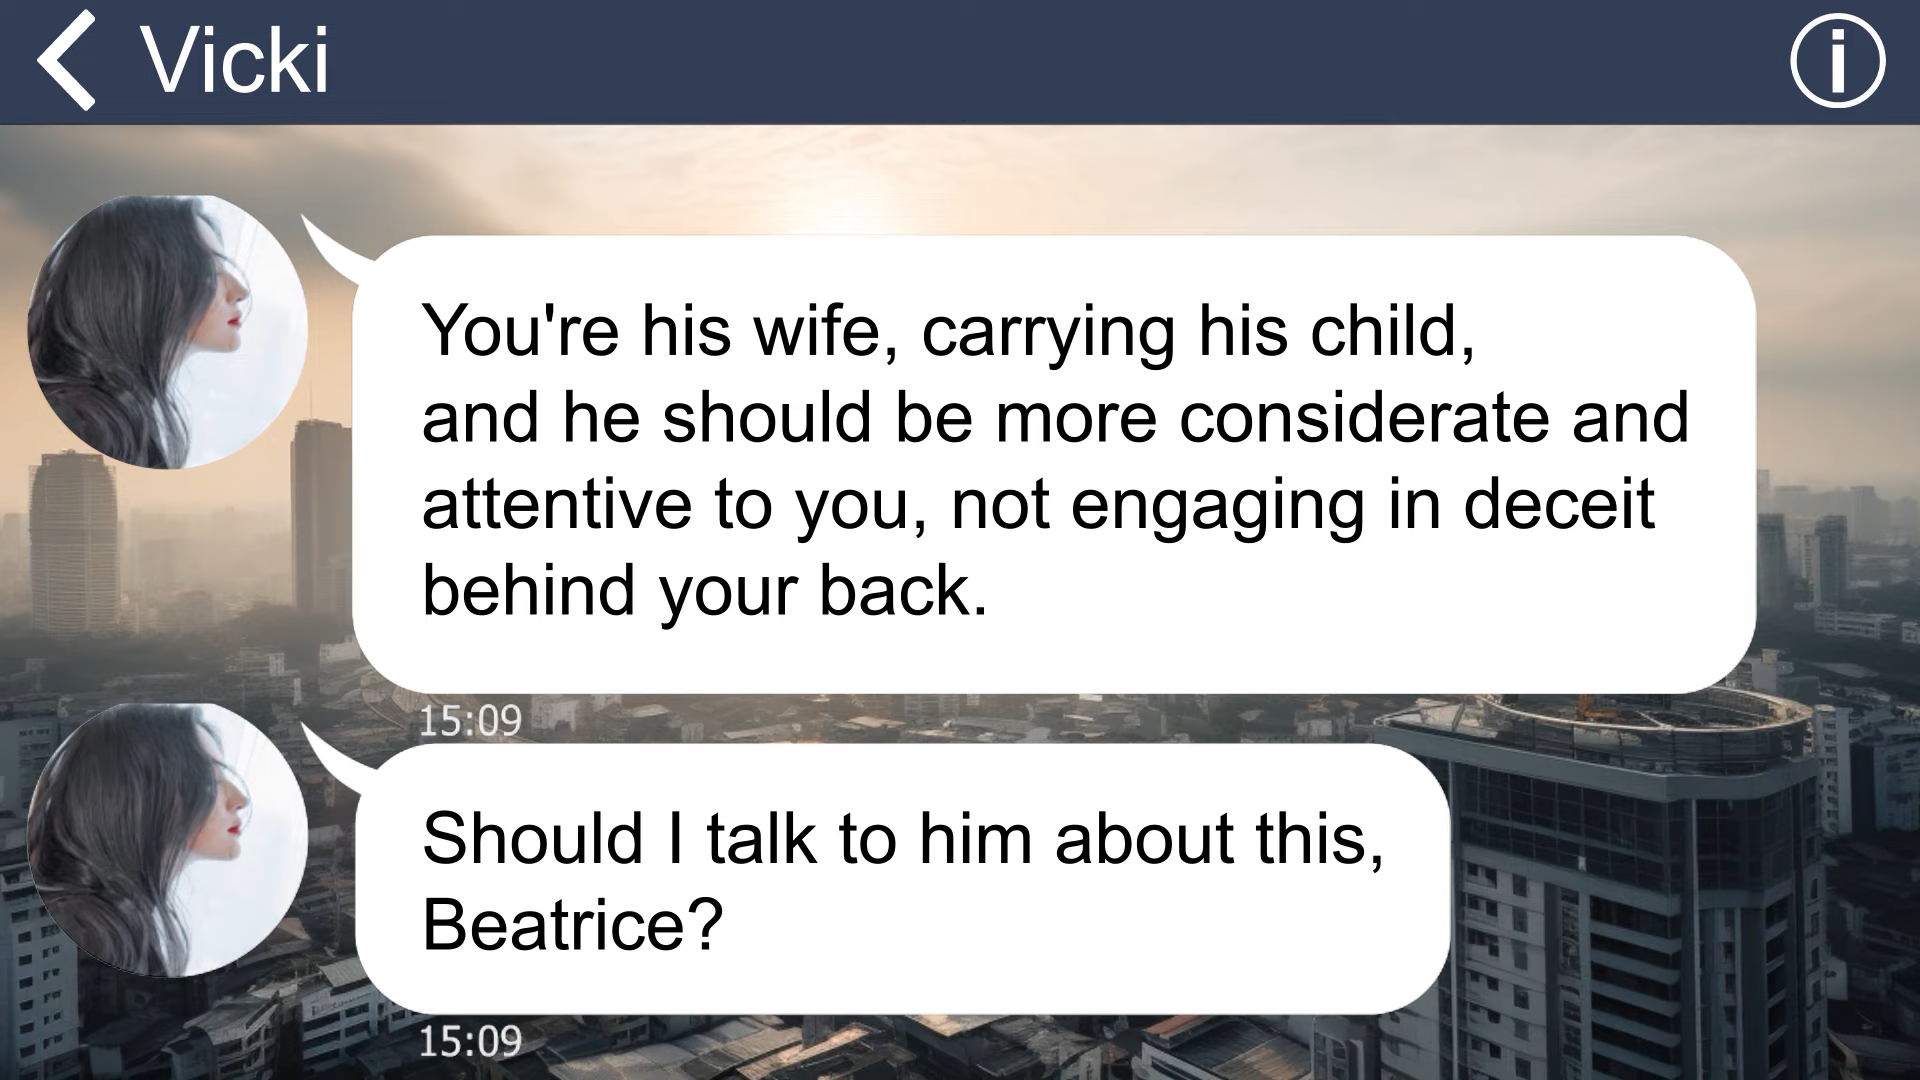 Vicki
You're his wife, carrying his child,
and he should be more considerate and
attentive to you, not engaging in deceit
behind your back.
15:09
Should I talk to him about this,
Beatrice?
15:09